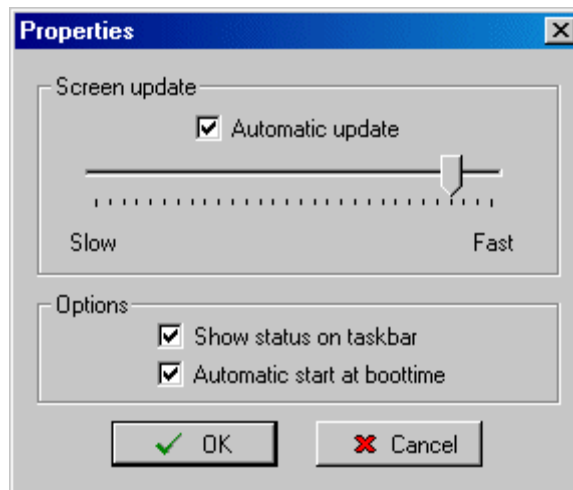 Properties
Screen update
Automatic update
Slow Fast
Options
Show status on taskbar
Automatic start at boottime
OK Cancel